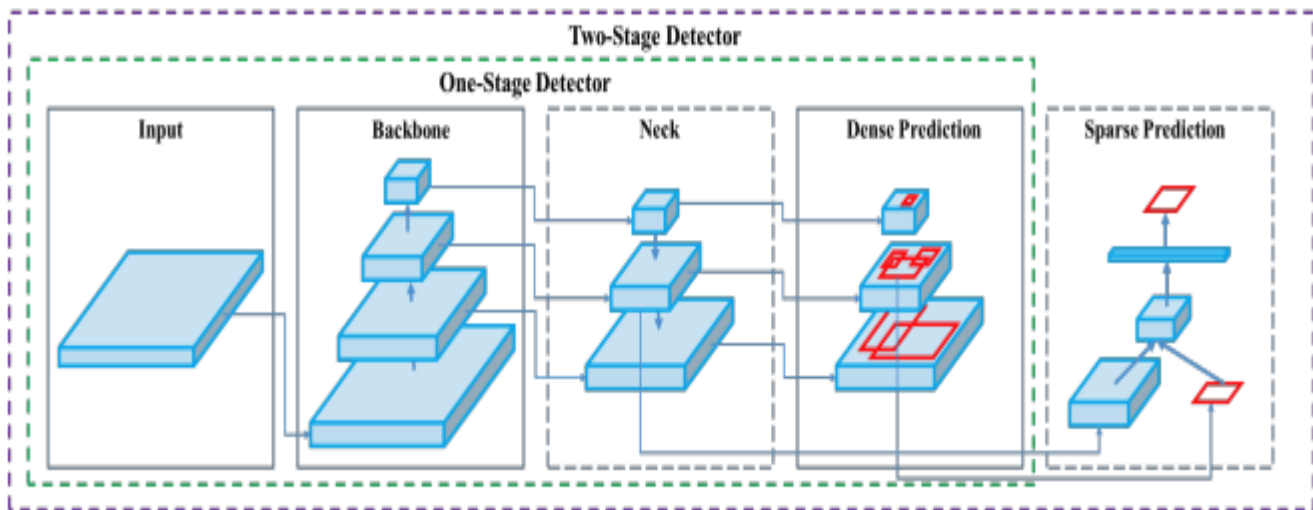 Two-Stage Detector
One-Stage Detector
Input
Backbone
Neck
Dense Prediction
Sparse Prediction